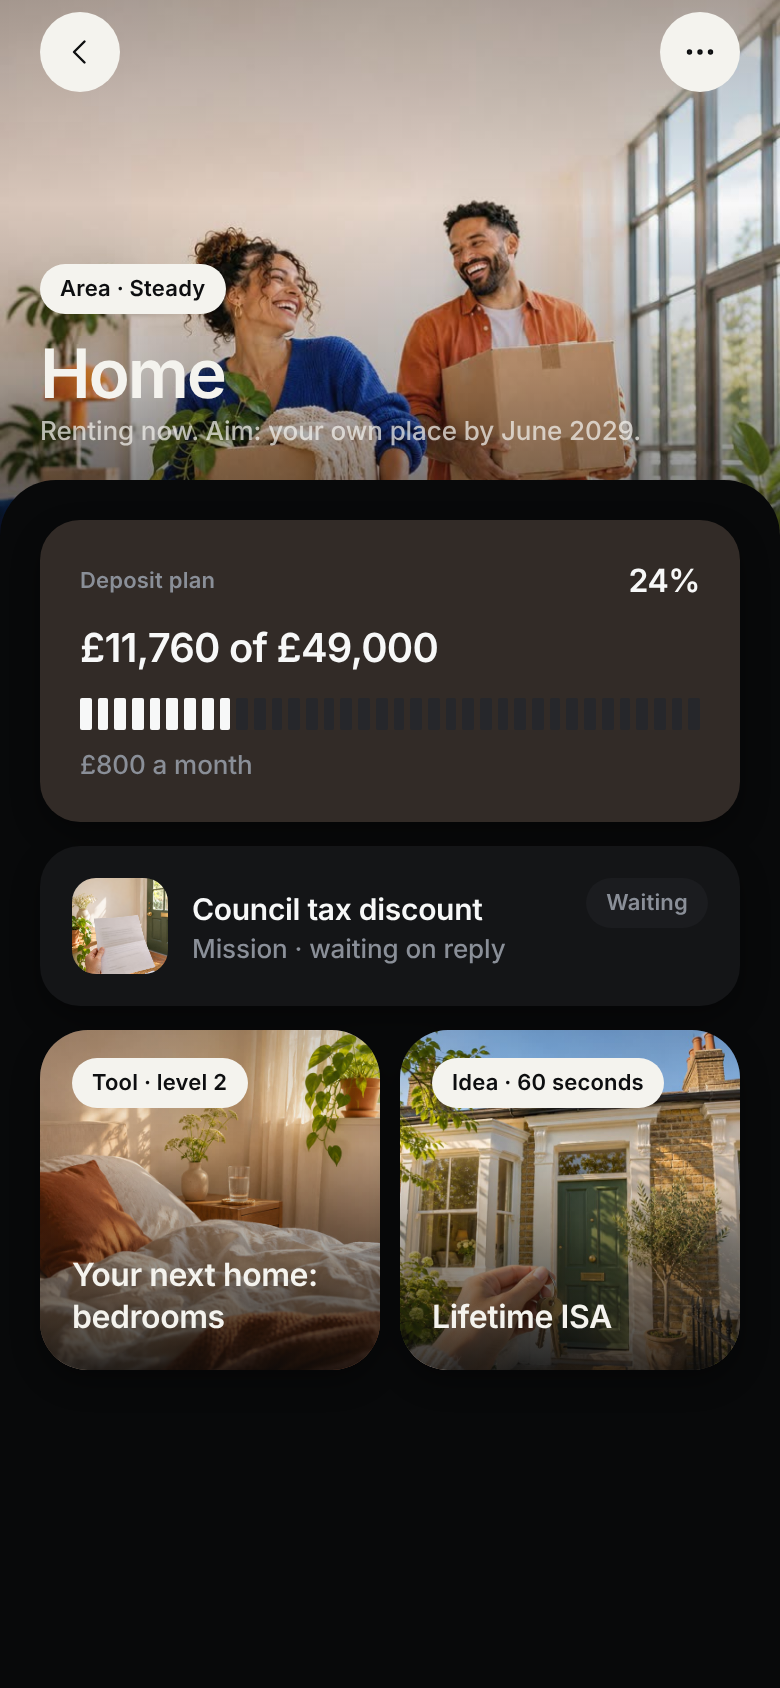 Area · Steady
Home
Renting now. Aim: your own place by June 2029.
Deposit plan
24%
£11,760 of £49,000
£800 a month
Council tax discount
Waiting
Mission · waiting on reply
Tool · level 2
Your next home:
bedrooms
Idea · 60 seconds
Lifetime ISA